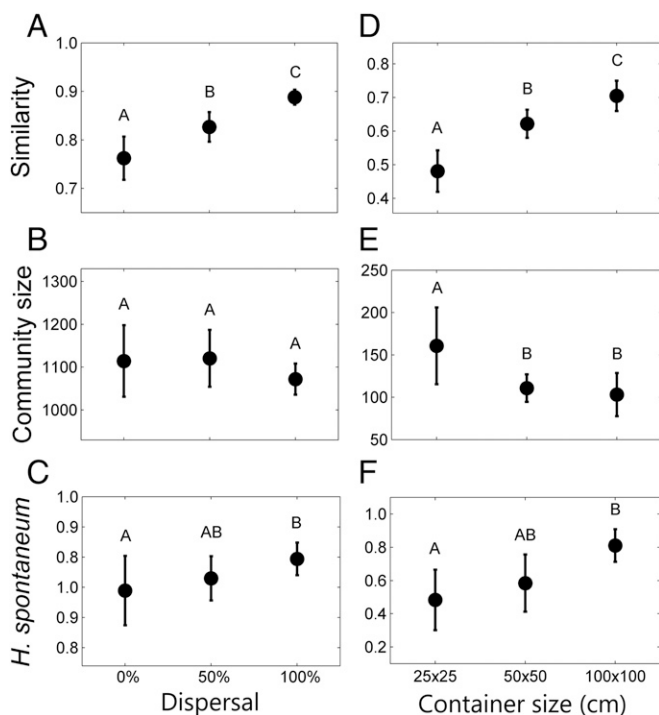 A
Similarity
1.0
0.9
0.8
0.7
A
B
C
D
0.8
0.7
0.6
0.5
0.4
A
B
C
B
Community size
1300
1200
1100
1000
A
A
A
E
250
200
150
100
50
A
B
B
C
H. spontaneum
1.0
0.9
0.8
1.0
0.9
0.8
A
AB
B
0%
50%
100%
Dispersal
F
1.0
0.8
0.6
0.4
0.2
A
AB
B
25x25
50x50
100x100
Container size (cm)